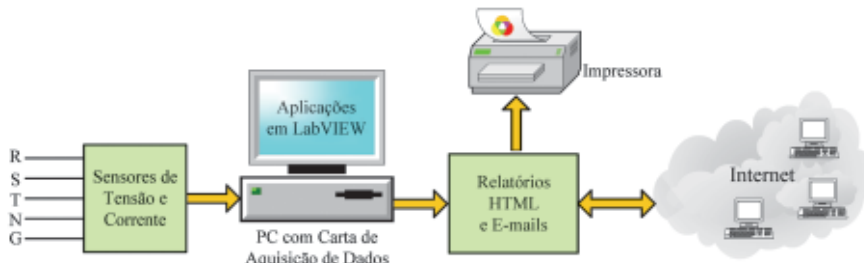 R
S
T
N
G
Sensores de
Tensão e
Corrente
Aplicações
em LabVIEW
PC com Carta de
Aquisição de Dados
Relatórios
HTML
e E-mails
Impressora
Internet